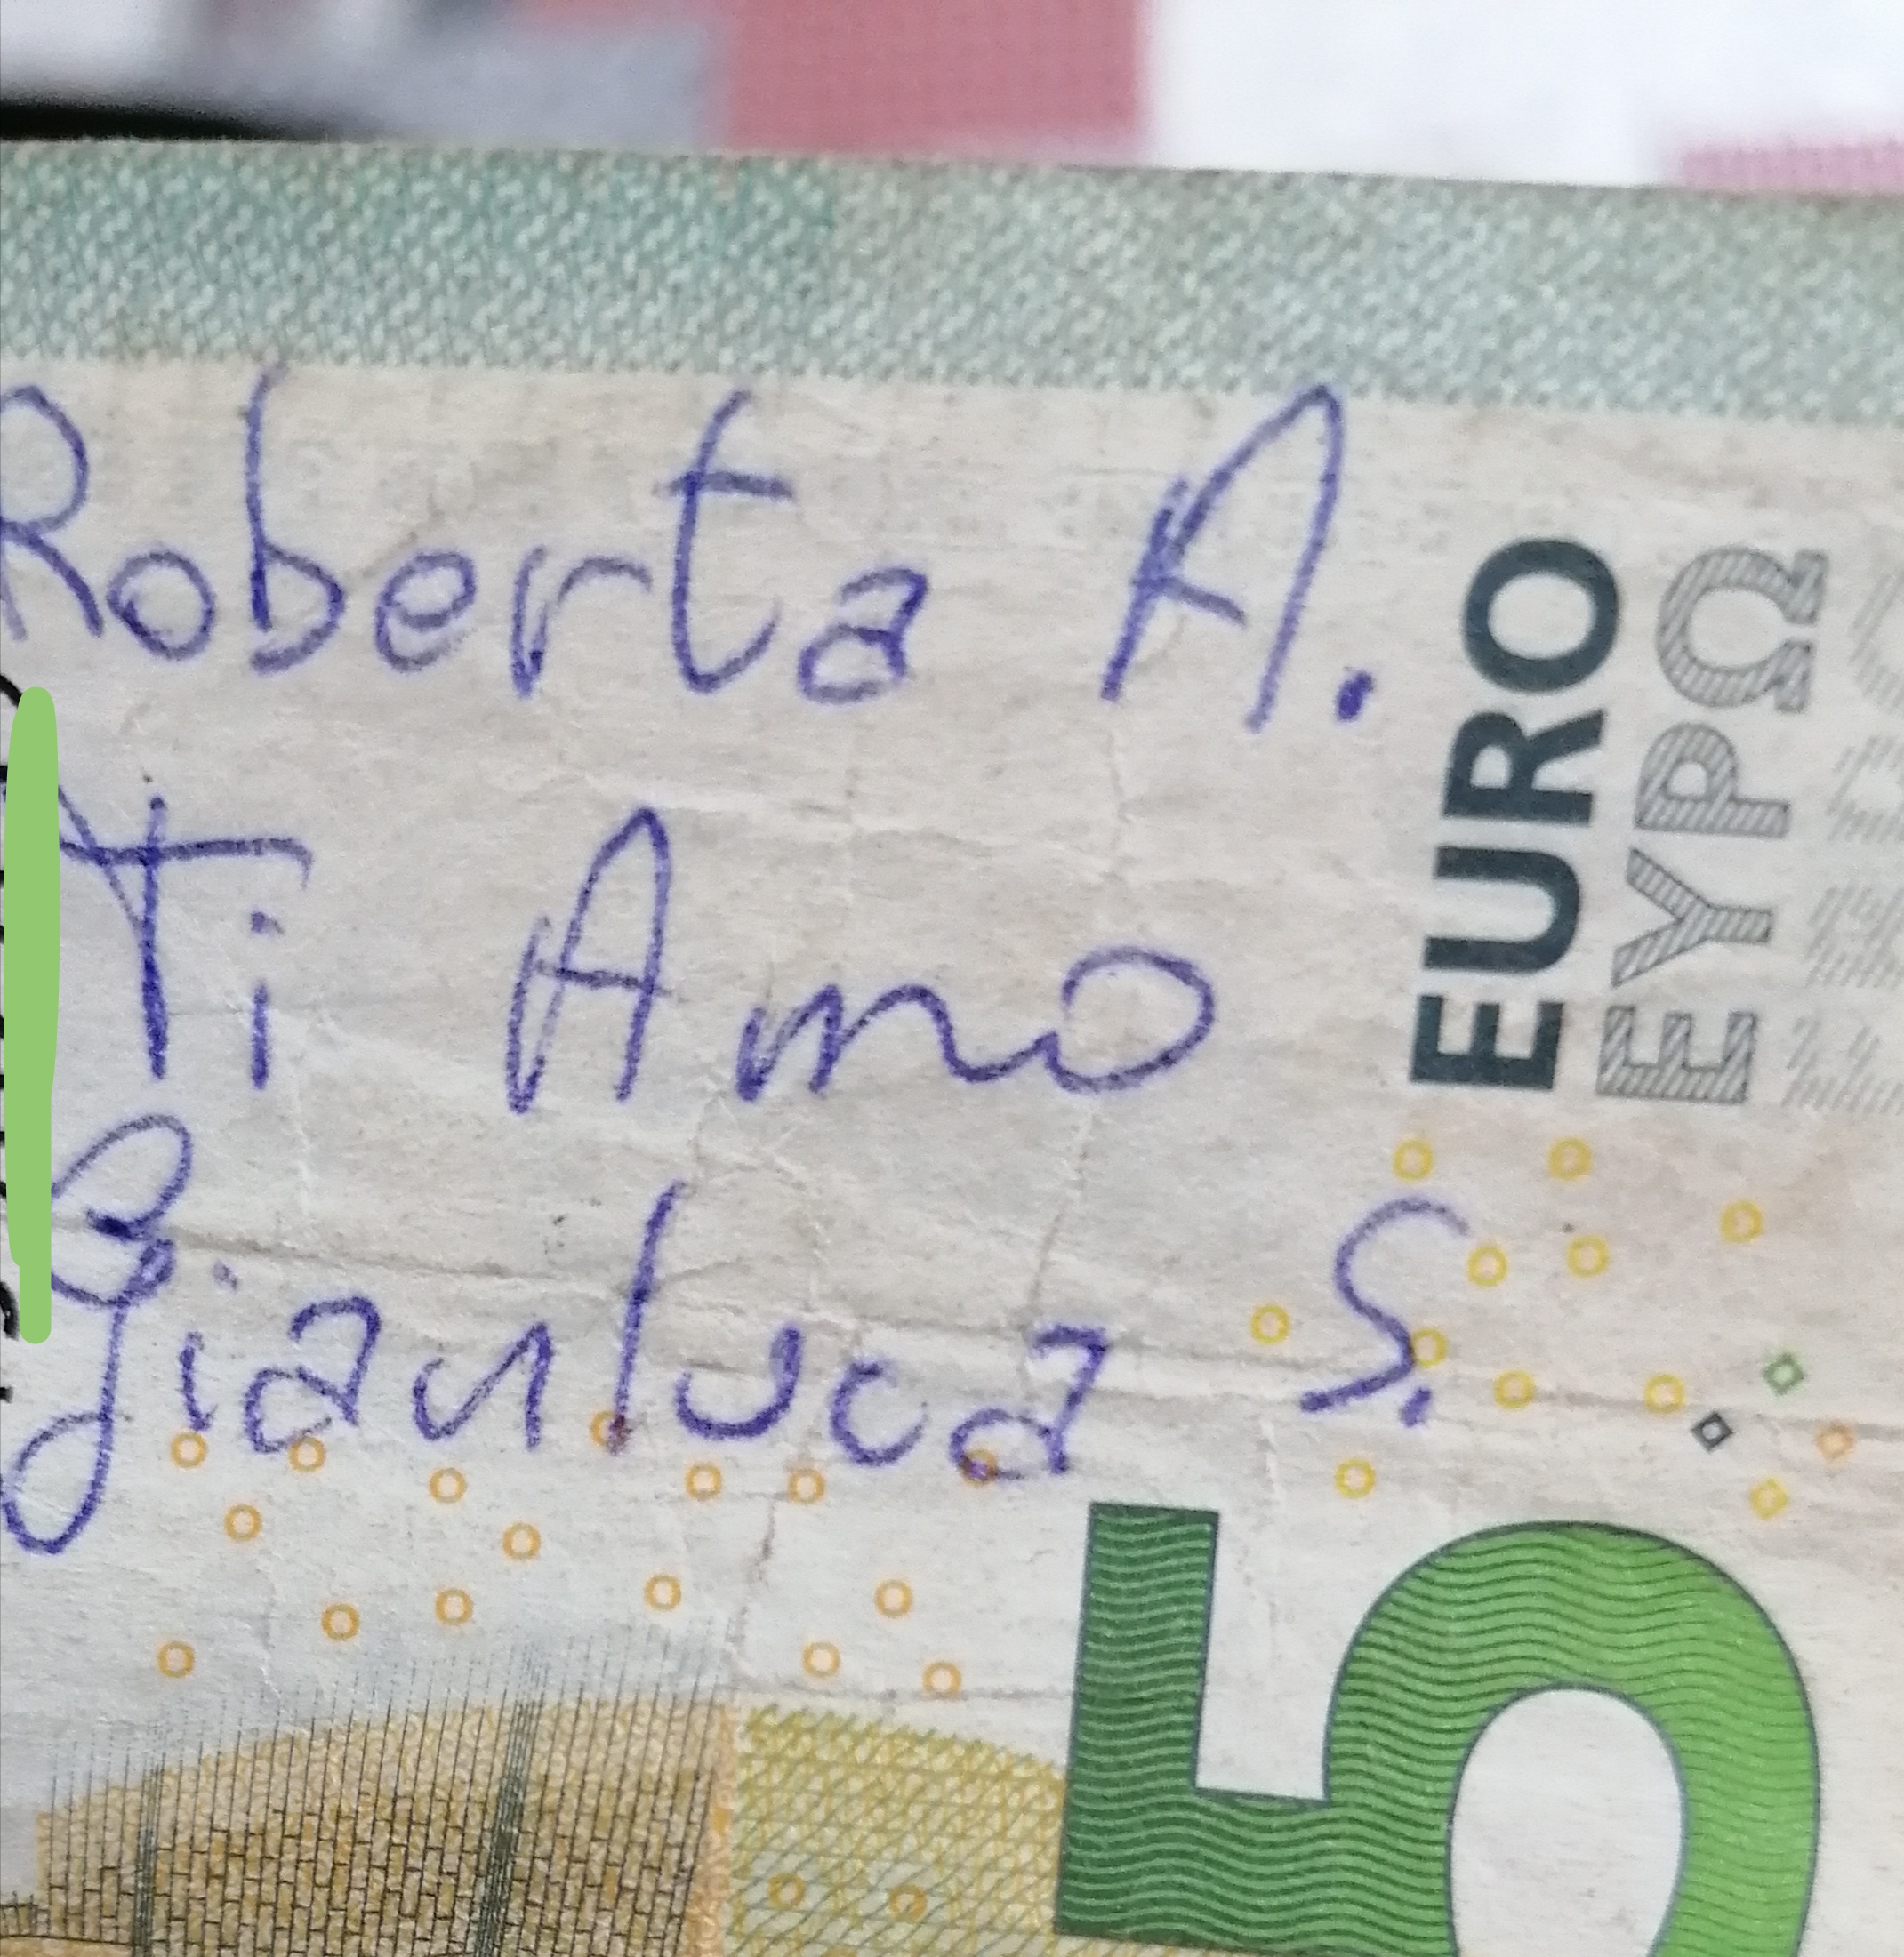 Roberta A.
Ti Amo
Gianluca S.
EURO
ΕΥΡΩ
5